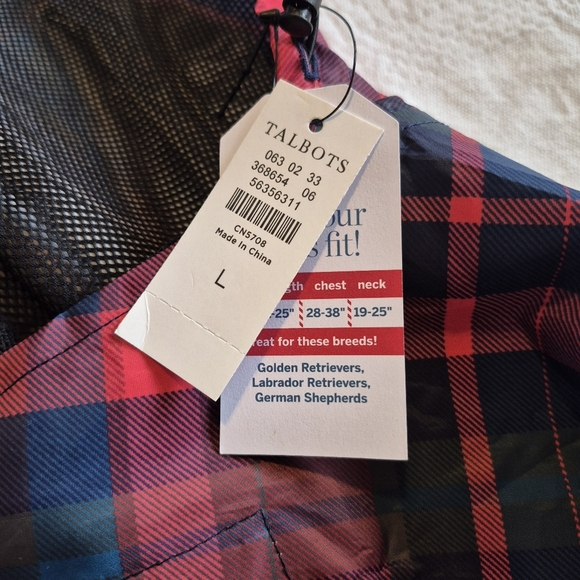 TALBOTS
063 02 33
368654 06
56356311
CN5708
Made in China
L
our
fit!
chest neck
-25" 28-38" 19-25"
for these breeds!
Golden Retrievers,
Labrador Retrievers,
German Shepherds